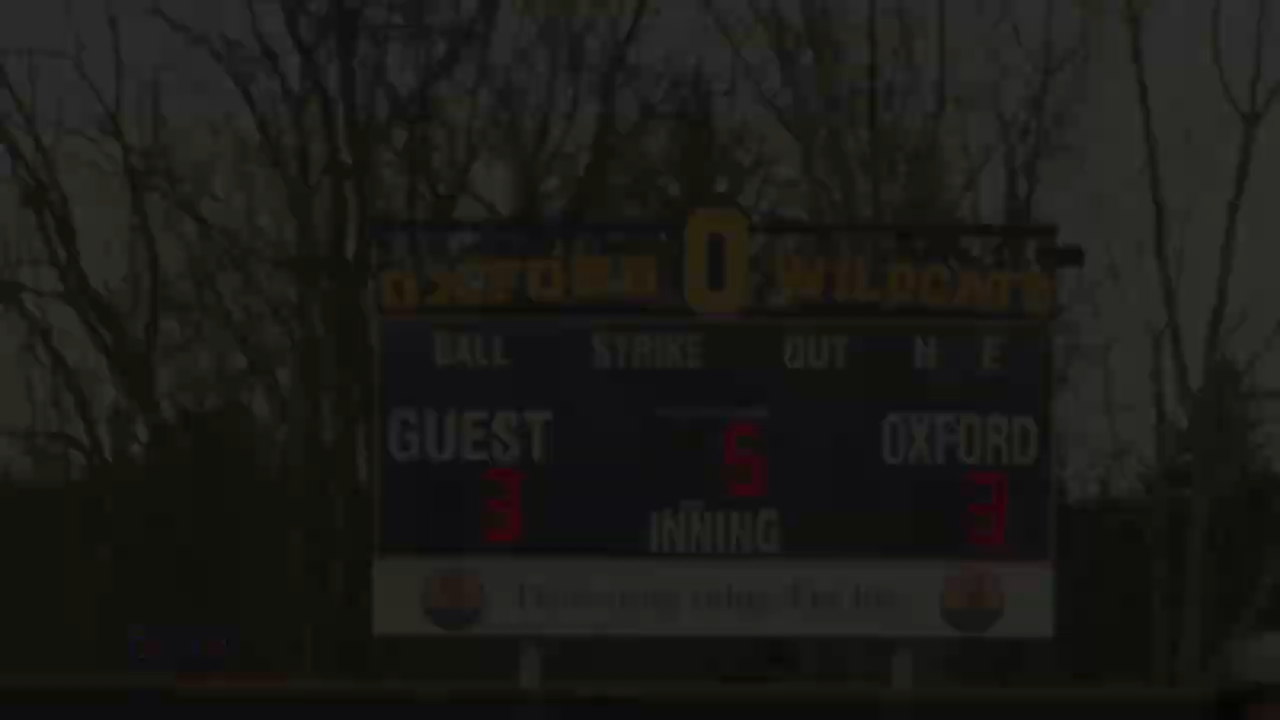 OXFORD O WILDCATS
BALL STRIKE OUT H E
GUEST 5 OXFORD
3 INNING 3